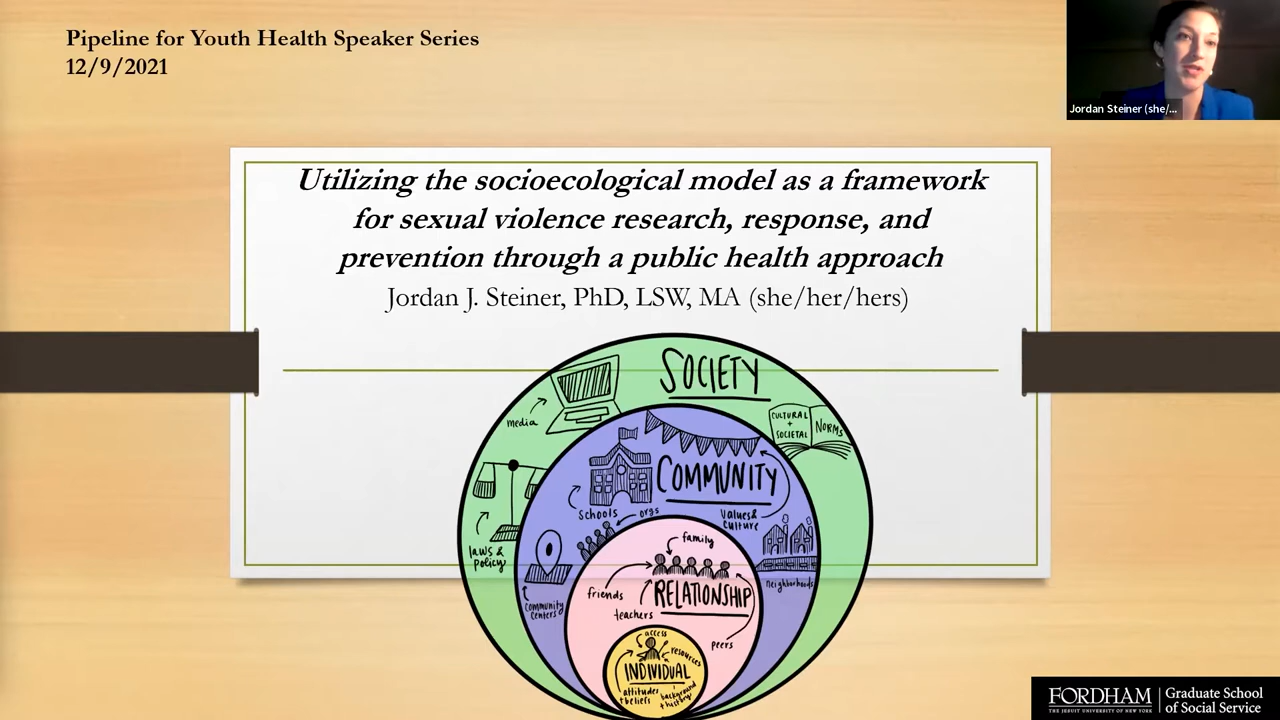 Pipeline for Youth Health Speaker Series
12/9/2021
Jordan Steiner (she/...
Utilizing the socioecological model as a framework
for sexual violence research, response, and
prevention through a public health approach
Jordan J. Steiner, PhD, LSW, MA (she/her/hers)
SOCIETY
media
CULTURAL
+
SOCIETAL
NORMS
laws &
policy
COMMUNITY
schools
orgs
values &
culture
community
centers
neighborhoods
family
friends
RELATIONSHIP
teachers
peers
access
resources
INDIVIDUAL
attitudes
+ beliefs
background
+ history
FORDHAM
THE JESUIT UNIVERSITY OF NEW YORK
Graduate School
of Social Service